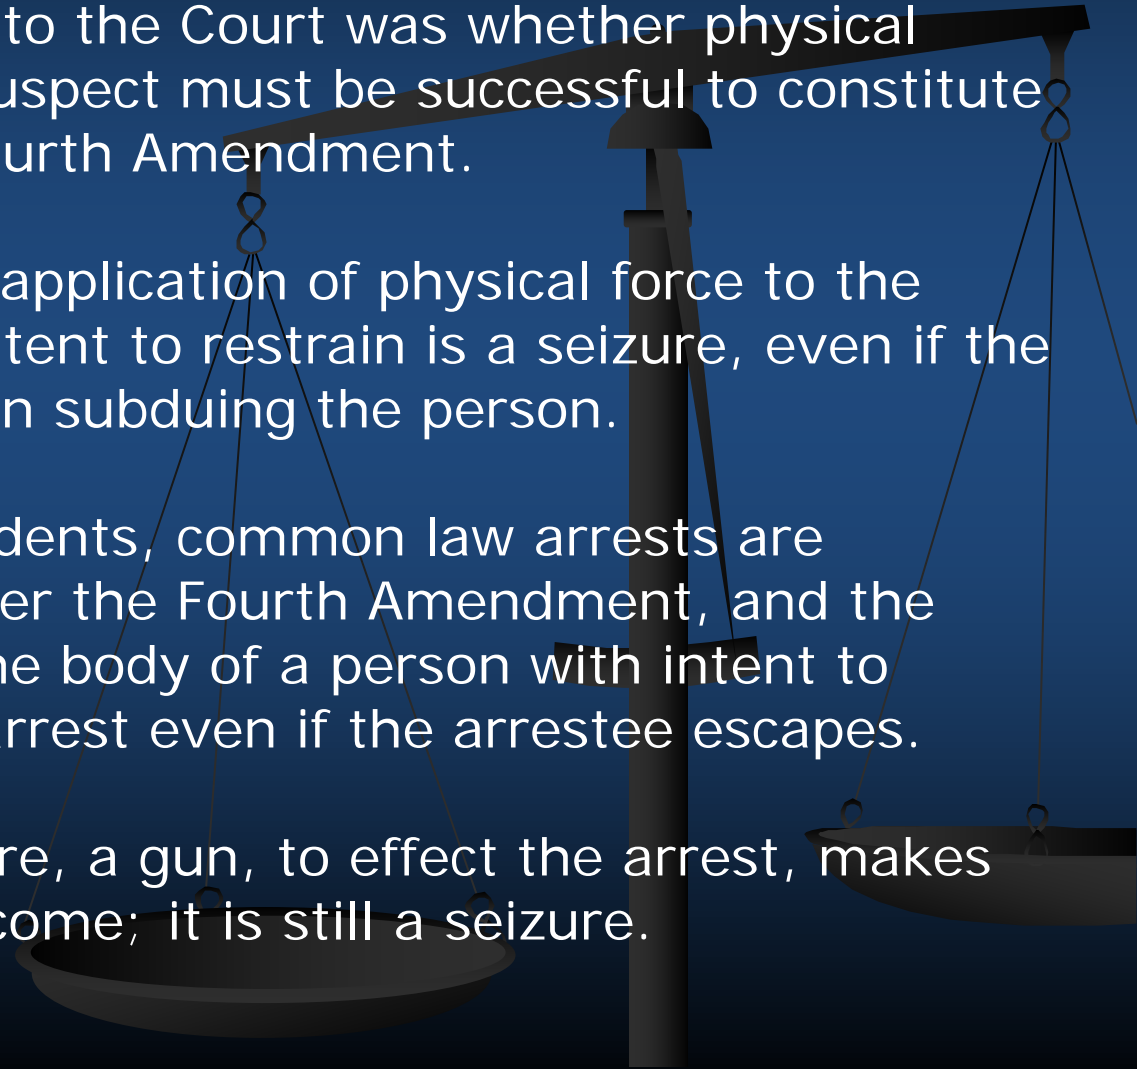 to the Court was whether physical
uspect must be successful to constitute
urth Amendment.
application of physical force to the
tent to restrain is a seizure, even if the
n subduing the person.
dents, common law arrests are
er the Fourth Amendment, and the
he body of a person with intent to
arrest even if the arrestee escapes.
re, a gun, to effect the arrest, makes
come; it is still a seizure.